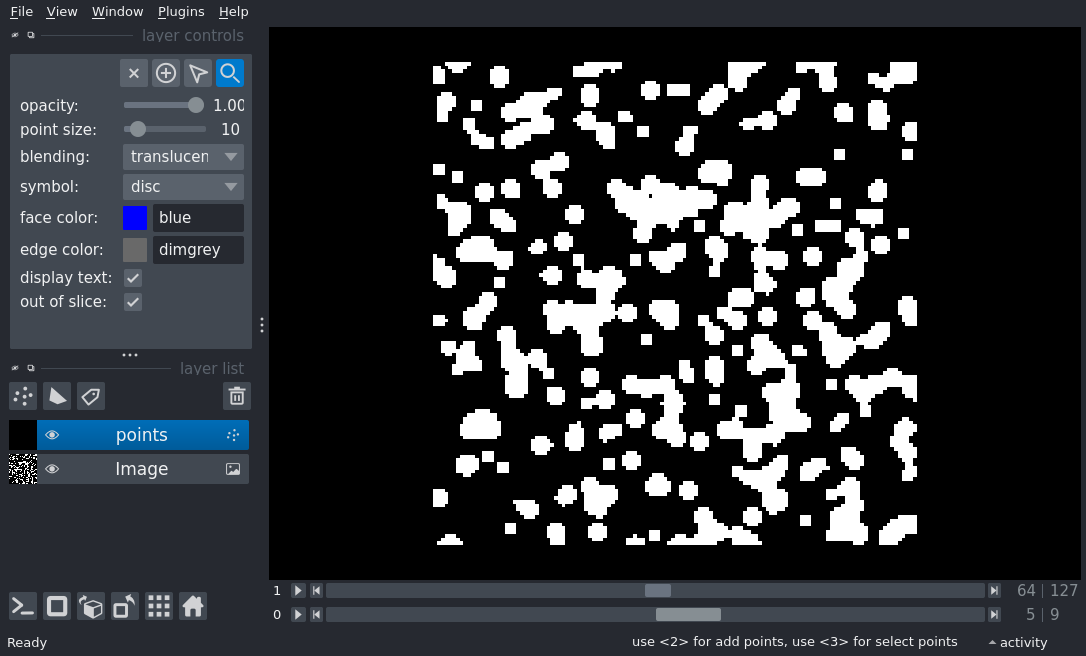 File View Window Plugins Help
layer controls
opacity: 1.00
point size: 10
blending: translucen
symbol: disc
face color: blue
edge color: dimgrey
display text:
out of slice:
layer list
points
Image
1 64 | 127
0 5 | 9
Ready use <2> for add points, use <3> for select points activity